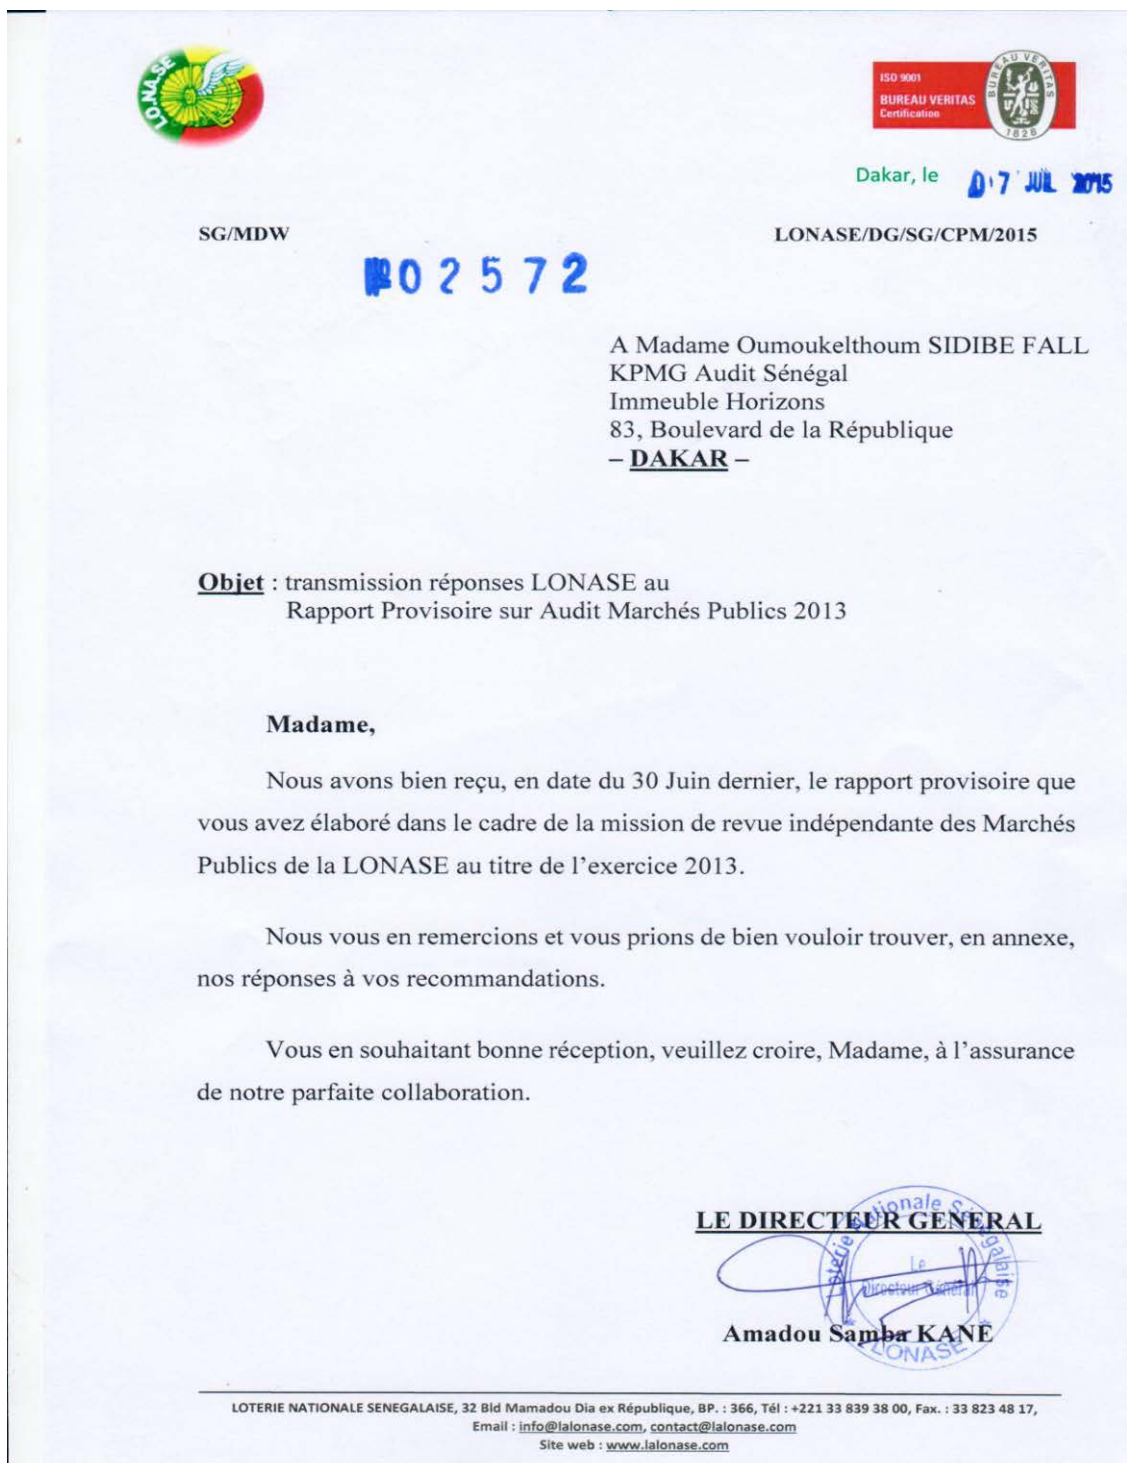 LO.NA.SE
ISO 9001
BUREAU VERITAS
Certification
BUREAU VERITAS
1828
Dakar, le 07 JUIL 2015
SG/MDW
LONASE/DG/SG/CPM/2015
02572
A Madame Oumoukelthoum SIDIBE FALL
KPMG Audit Sénégal
Immeuble Horizons
83, Boulevard de la République
– DAKAR –
Objet : transmission réponses LONASE au
Rapport Provisoire sur Audit Marchés Publics 2013
Madame,
Nous avons bien reçu, en date du 30 Juin dernier, le rapport provisoire que
vous avez élaboré dans le cadre de la mission de revue indépendante des Marchés
Publics de la LONASE au titre de l’exercice 2013.
Nous vous en remercions et vous prions de bien vouloir trouver, en annexe,
nos réponses à vos recommandations.
Vous en souhaitant bonne réception, veuillez croire, Madame, à l’assurance
de notre parfaite collaboration.
LE DIRECTEUR GENERAL
Loterie Nationale Sénégalaise
Le
Directeur Général
Amadou Samba KANE
* LONASE *
LOTERIE NATIONALE SENEGALAISE, 32 Bld Mamadou Dia ex République, BP. : 366, Tél : +221 33 839 38 00, Fax. : 33 823 48 17,
Email : info@lalonase.com, contact@lalonase.com
Site web : www.lalonase.com